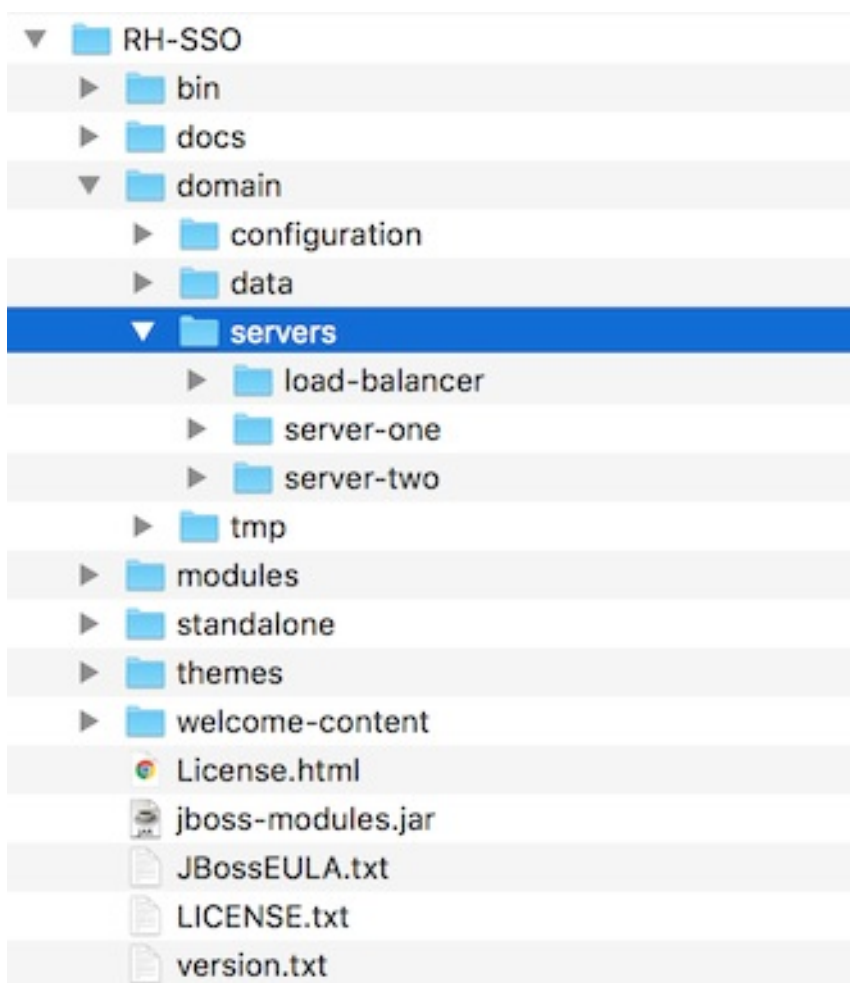 RH-SSO
bin
docs
domain
configuration
data
servers
load-balancer
server-one
server-two
tmp
modules
standalone
themes
welcome-content
License.html
jboss-modules.jar
JBossEULA.txt
LICENSE.txt
version.txt